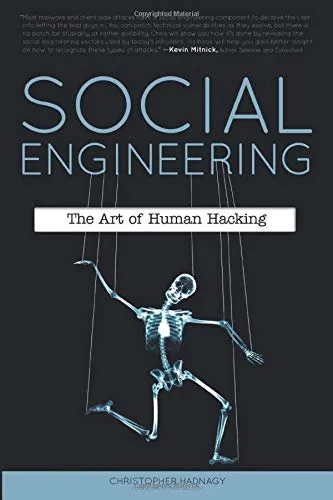 Copyrighted Material
"Most malware and client-side attacks have a social engineering component to deceive the user
into letting the bad guys in. You can patch technical vulnerabilities as they evolve, but there is
no patch for stupidity, or rather gullibility. Chris will show you how it's done by revealing the
social engineering vectors used by today's intruders. His book will help you gain better insight
on how to recognize these types of attacks." —Kevin Mitnick, Author, Speaker, and Consultant
SOCIAL
ENGINEERING
The Art of Human Hacking
CHRISTOPHER HADNAGY
Copyrighted Material